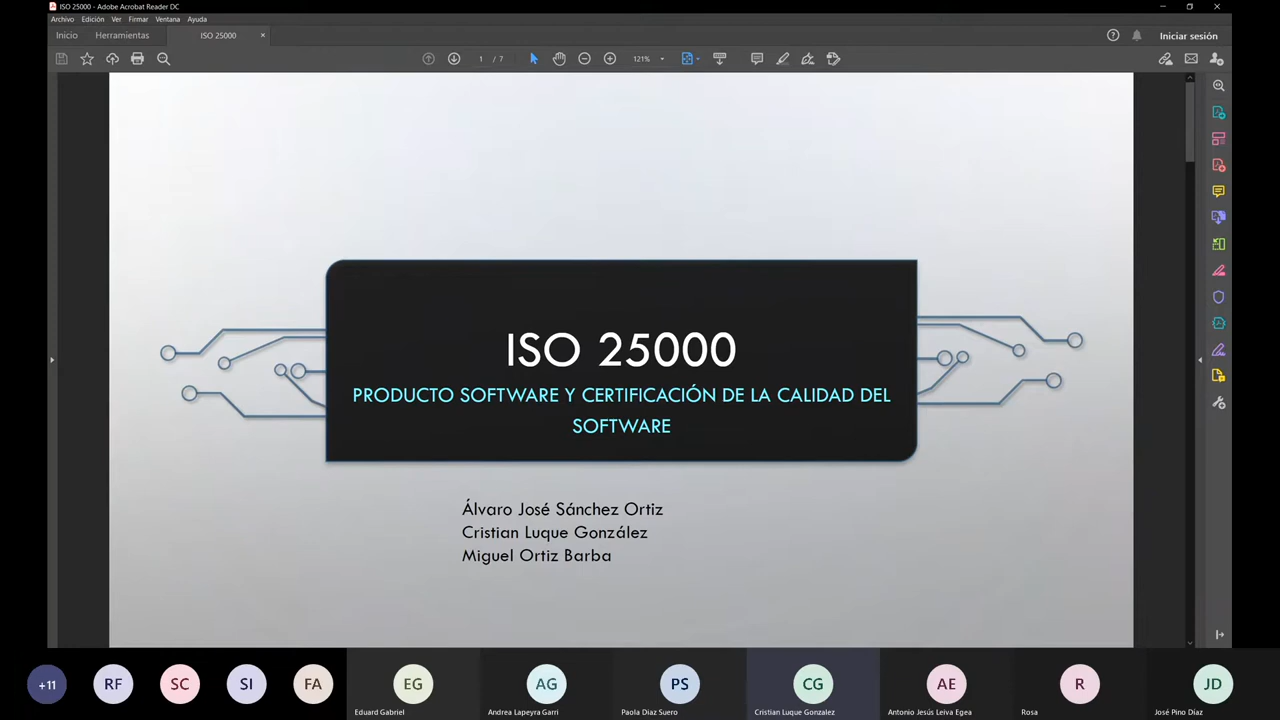 ISO 25000 - Adobe Acrobat Reader DC
Archivo Edición Ver Firmar Ventana Ayuda
Inicio Herramientas ISO 25000 Iniciar sesión
1 / 7 121%
ISO 25000
PRODUCTO SOFTWARE Y CERTIFICACIÓN DE LA CALIDAD DEL
SOFTWARE
Álvaro José Sánchez Ortiz
Cristian Luque González
Miguel Ortiz Barba
+11 RF SC SI FA EG AG PS CG AE R JD
Eduard Gabriel Andrea Lapeyra Garri Paola Diaz Suero Cristian Luque Gonzalez Antonio Jesús Leiva Egea Rosa José Pino Díaz